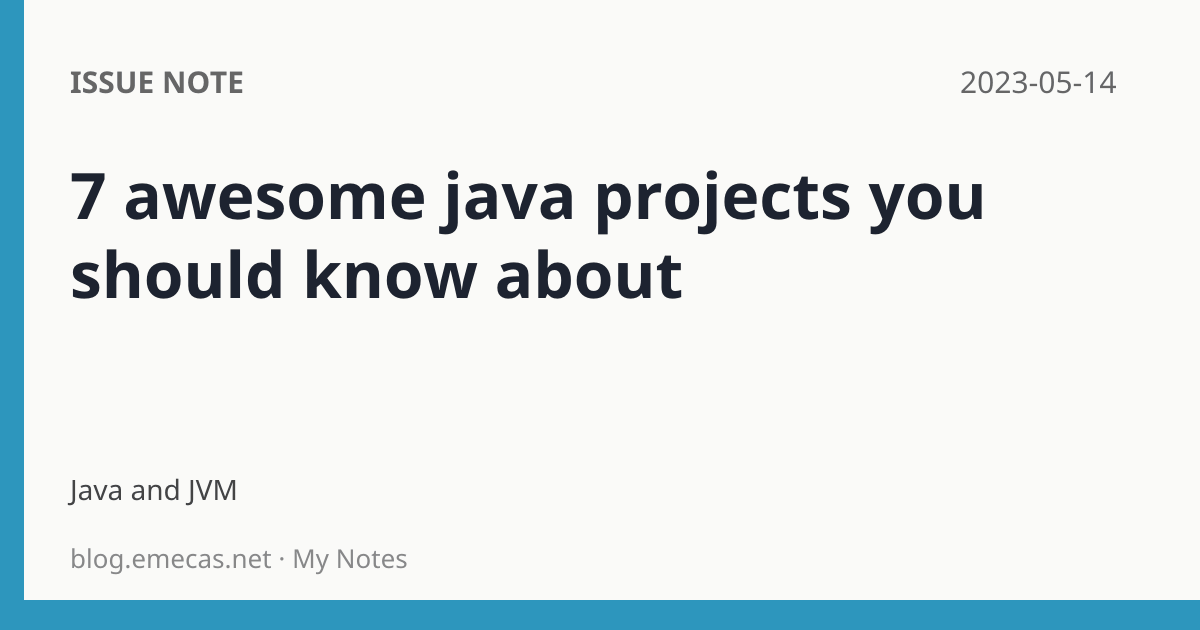 ISSUE NOTE
2023-05-14
7 awesome java projects you
should know about
Java and JVM
blog.emecas.net · My Notes